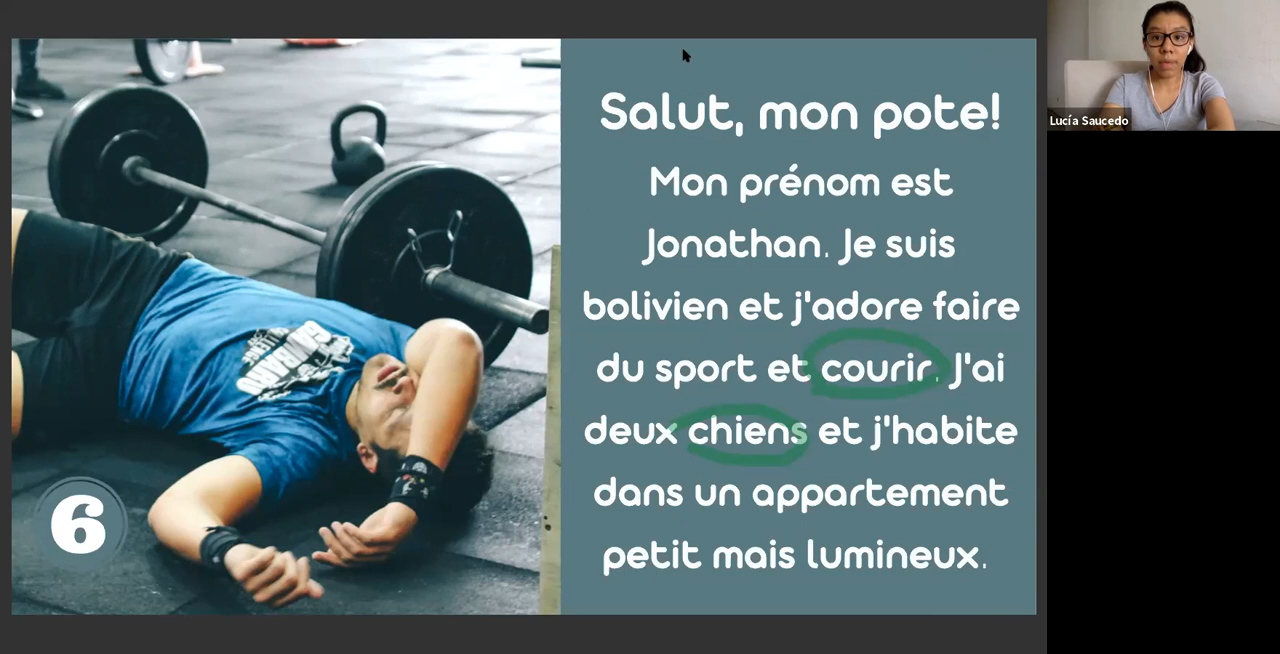 Salut, mon pote!
Mon prénom est
Jonathan. Je suis
bolivien et j'adore faire
du sport et courir. J'ai
deux chiens et j'habite
dans un appartement
petit mais lumineux.
6
Lucía Saucedo